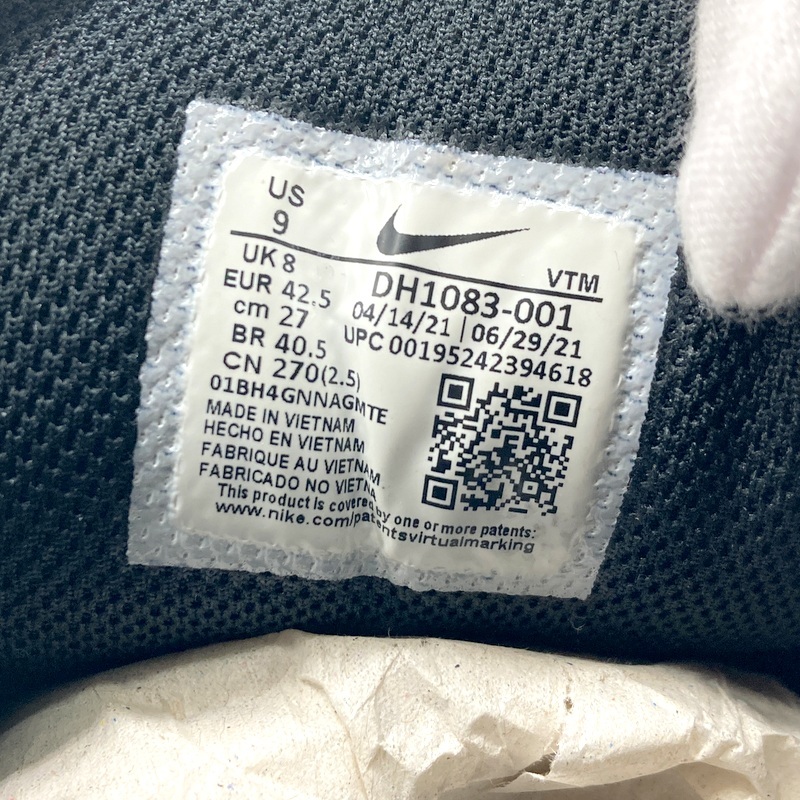 US
9
VTM
UK 8
EUR 42.5
cm 27
BR 40.5
CN 270(2.5)
DH1083-001
04/14/21 | 06/29/21
UPC 00195242394618
01BH4GNNAGMTE
MADE IN VIETNAM
HECHO EN VIETNAM
FABRIQUE AU VIETNAM
FABRICADO NO VIETNA
This product is covered by one or more patents:
www.nike.com/patentsvirtualmarking